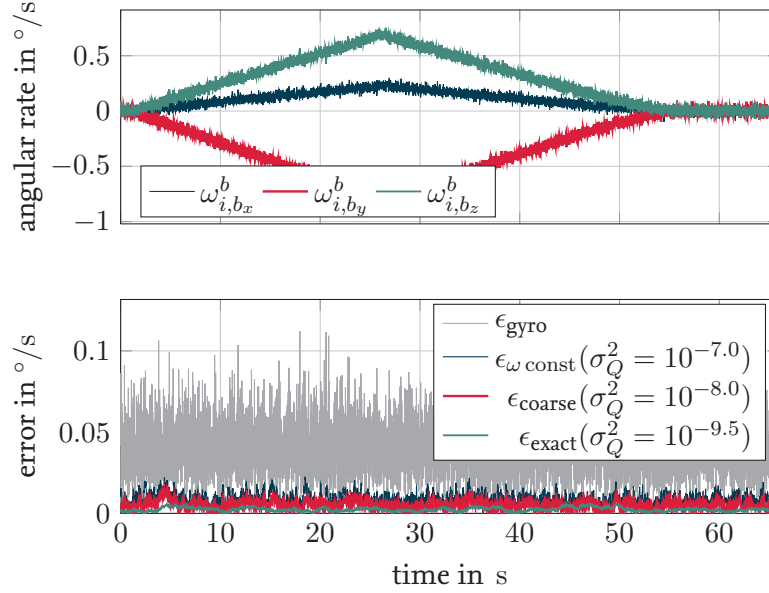 angular rate in °/s
0.5
0
−0.5
−1
ω^b_{i,b_x} ω^b_{i,b_y} ω^b_{i,b_z}
error in °/s
0.1
0.05
0
ϵ_gyro
ϵ_{ω const}(σ²_Q = 10^{−7.0})
ϵ_coarse(σ²_Q = 10^{−8.0})
ϵ_exact(σ²_Q = 10^{−9.5})
0 10 20 30 40 50 60
time in s